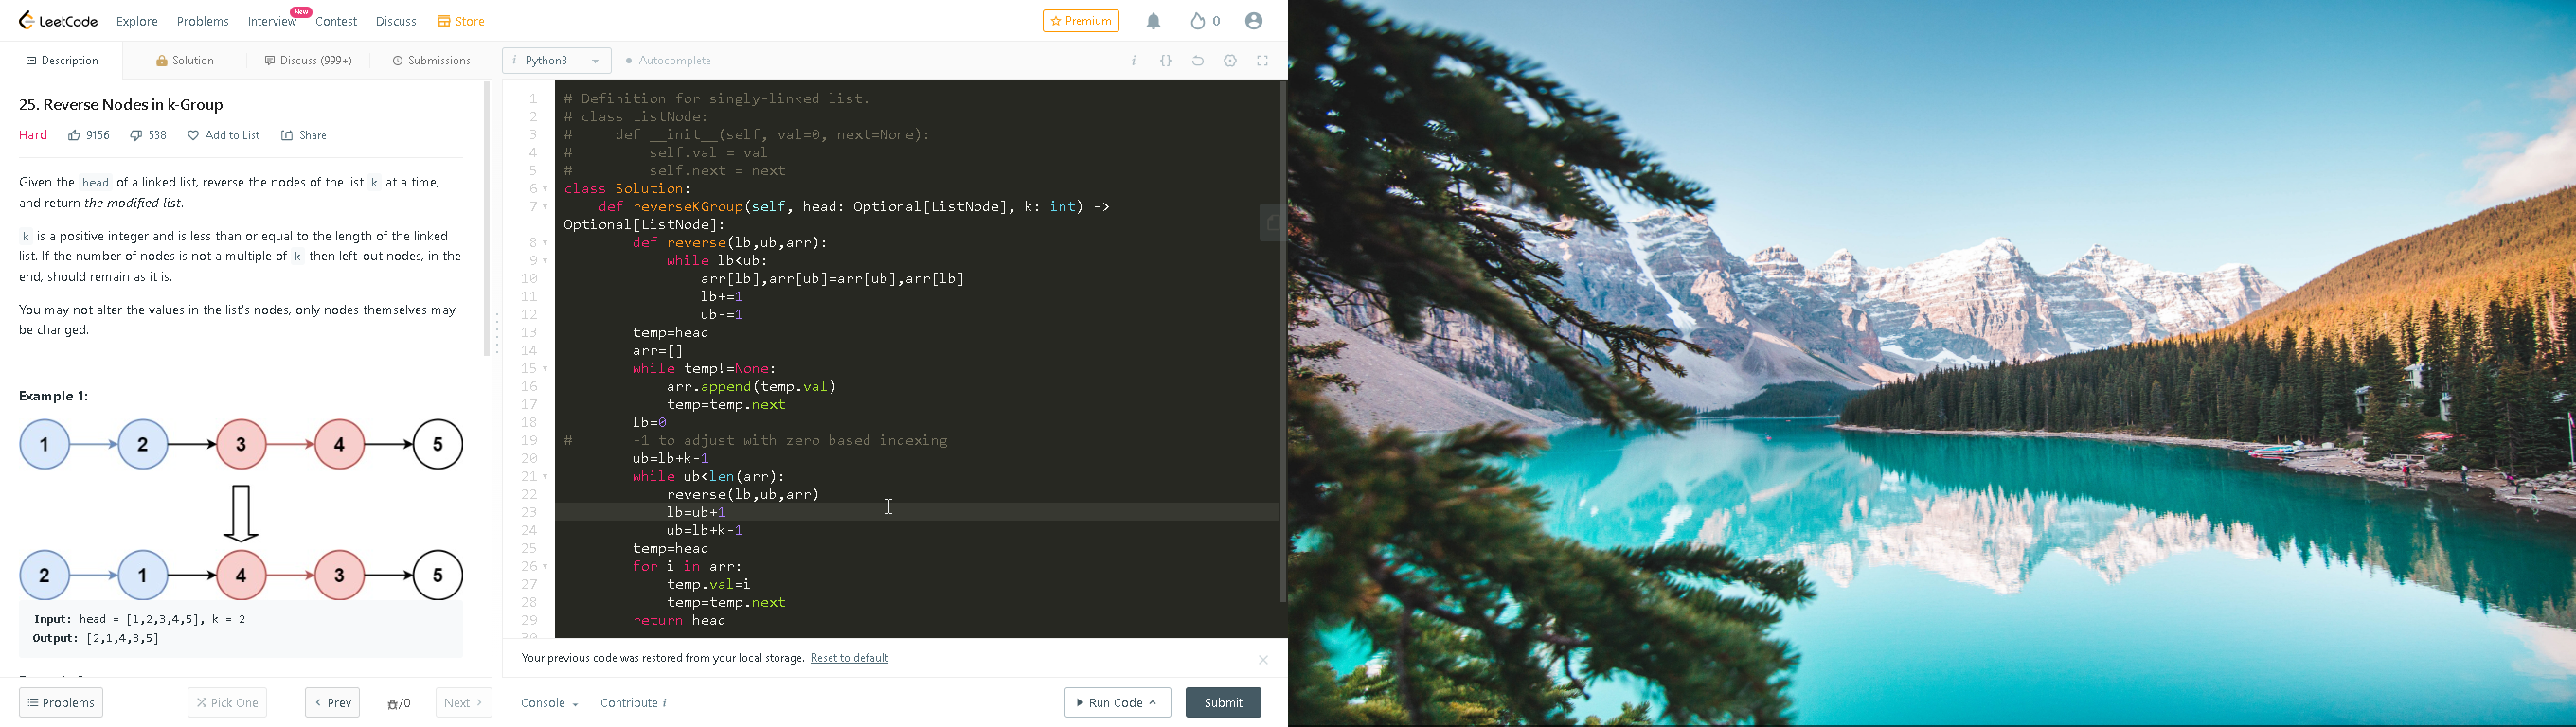 LeetCode Explore Problems Interview New Contest Discuss Store Premium 0
Description Solution Discuss (999+) Submissions
i Python3 Autocomplete i {}
25. Reverse Nodes in k-Group
Hard 9156 538 Add to List Share
Given the head of a linked list, reverse the nodes of the list k at a time,
and return the modified list.
k is a positive integer and is less than or equal to the length of the linked
list. If the number of nodes is not a multiple of k then left-out nodes, in the
end, should remain as it is.
You may not alter the values in the list's nodes, only nodes themselves may
be changed.
Example 1:
1 2 3 4 5
2 1 4 3 5
Input: head = [1,2,3,4,5], k = 2
Output: [2,1,4,3,5]
Problems Pick One < Prev /0 Next >
1 # Definition for singly-linked list.
2 # class ListNode:
3 #     def __init__(self, val=0, next=None):
4 #         self.val = val
5 #         self.next = next
6 class Solution:
7     def reverseKGroup(self, head: Optional[ListNode], k: int) ->
Optional[ListNode]:
8         def reverse(lb,ub,arr):
9             while lb<ub:
10                 arr[lb],arr[ub]=arr[ub],arr[lb]
11                 lb+=1
12                 ub-=1
13         temp=head
14         arr=[]
15         while temp!=None:
16             arr.append(temp.val)
17             temp=temp.next
18         lb=0
19 #       -1 to adjust with zero based indexing
20         ub=lb+k-1
21         while ub<len(arr):
22             reverse(lb,ub,arr)
23             lb=ub+1
24             ub=lb+k-1
25         temp=head
26         for i in arr:
27             temp.val=i
28             temp=temp.next
29         return head
30
Your previous code was restored from your local storage. Reset to default
Console Contribute i Run Code Submit